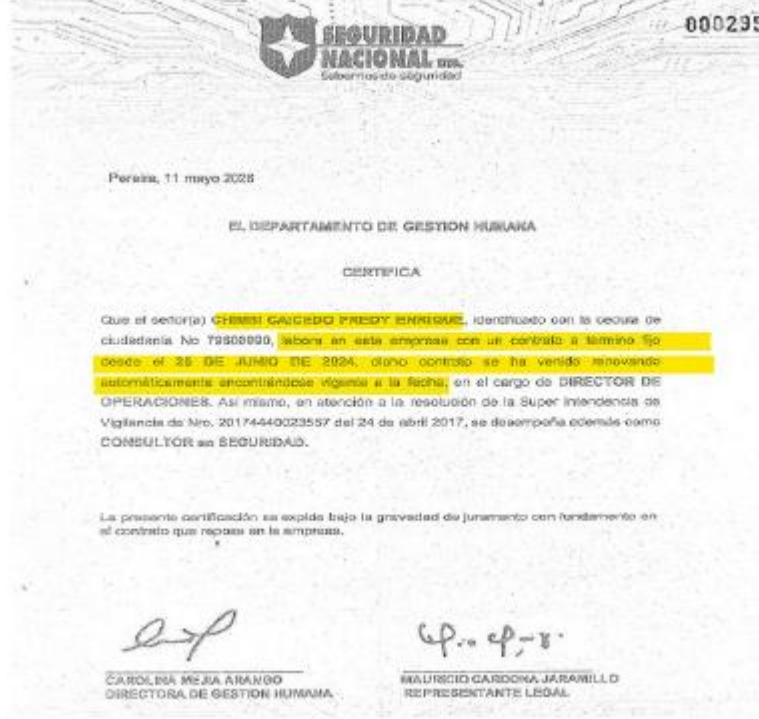 000235
SEGURIDAD
NACIONAL LTDA.
Gobernamos de seguridad
Pereira, 11 mayo 2026
EL DEPARTAMENTO DE GESTION HUMANA
CERTIFICA
Que el señor(a) CHIMBI CAICEDO FREDY ENRIQUE, identificado con la cedula de
ciudadanía No labora en esta empresa con un contrato a término fijo
desde el 25 DE JUNIO DE 2024, dicho contrato se ha venido renovando
automáticamente encontrándose vigente a la fecha, en el cargo de DIRECTOR DE
OPERACIONES. Así mismo, en atención a la resolución de la Super Intendencia de
Vigilancia de Nro. 20174440023557 del 24 de abril 2017, se desempeña además como
CONSULTOR en SEGURIDAD.
La presente certificación se expide bajo la gravedad de juramento con fundamento en
el contrato que reposa en la empresa.
CAROLINA MEJIA ARANGO MAURICIO CARDONA JARAMILLO
DIRECTORA DE GESTION HUMANA REPRESENTANTE LEGAL